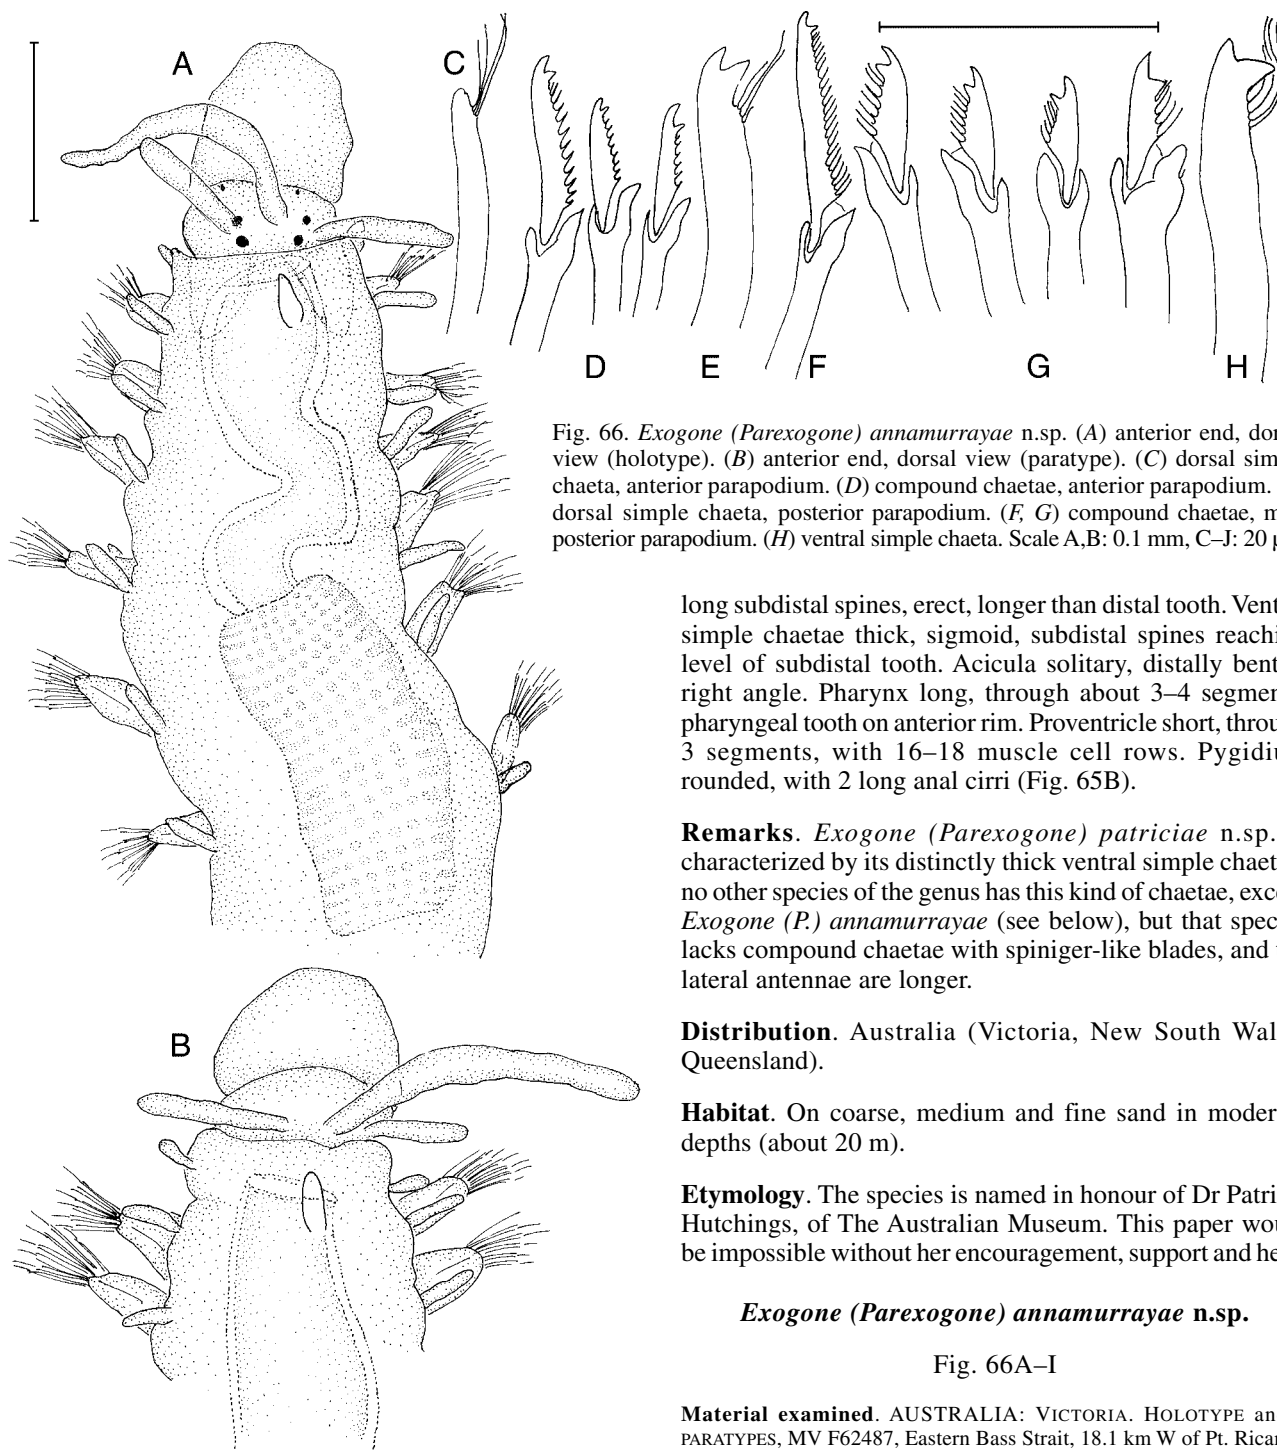 A
C
D
E
F
G
H
B
Fig. 66. Exogone (Parexogone) annamurrayae n.sp. (A) anterior end, dor
view (holotype). (B) anterior end, dorsal view (paratype). (C) dorsal sim
chaeta, anterior parapodium. (D) compound chaetae, anterior parapodium.
dorsal simple chaeta, posterior parapodium. (F, G) compound chaetae, m
posterior parapodium. (H) ventral simple chaeta. Scale A,B: 0.1 mm, C–J: 20 µ
long subdistal spines, erect, longer than distal tooth. Vent
simple chaetae thick, sigmoid, subdistal spines reachi
level of subdistal tooth. Acicula solitary, distally bent
right angle. Pharynx long, through about 3–4 segmen
pharyngeal tooth on anterior rim. Proventricle short, throu
3 segments, with 16–18 muscle cell rows. Pygidiu
rounded, with 2 long anal cirri (Fig. 65B).
Remarks. Exogone (Parexogone) patriciae n.sp.
characterized by its distinctly thick ventral simple chaet
no other species of the genus has this kind of chaetae, exce
Exogone (P.) annamurrayae (see below), but that spec
lacks compound chaetae with spiniger-like blades, and t
lateral antennae are longer.
Distribution. Australia (Victoria, New South Wal
Queensland).
Habitat. On coarse, medium and fine sand in moder
depths (about 20 m).
Etymology. The species is named in honour of Dr Patri
Hutchings, of The Australian Museum. This paper wou
be impossible without her encouragement, support and he
Exogone (Parexogone) annamurrayae n.sp.
Fig. 66A–I
Material examined. AUSTRALIA: VICTORIA. HOLOTYPE an
PARATYPES, MV F62487, Eastern Bass Strait, 18.1 km W of Pt. Ricar